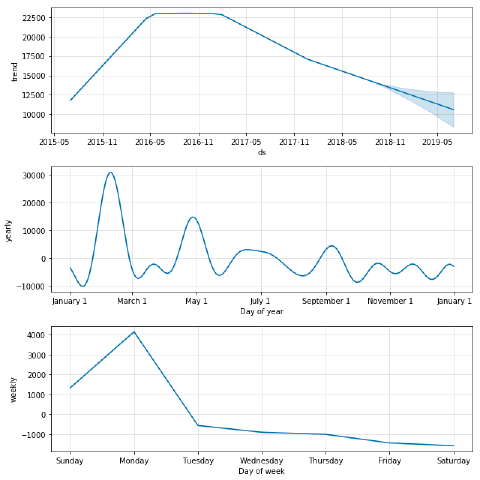 22500
20000
17500
15000
12500
10000
trend
2015-05 2015-11 2016-05 2016-11 2017-05 2017-11 2018-05 2018-11 2019-05
ds
30000
20000
10000
0
−10000
yearly
January 1 March 1 May 1 July 1 September 1 November 1 January 1
Day of year
4000
3000
2000
1000
0
−1000
weekly
Sunday Monday Tuesday Wednesday Thursday Friday Saturday
Day of week